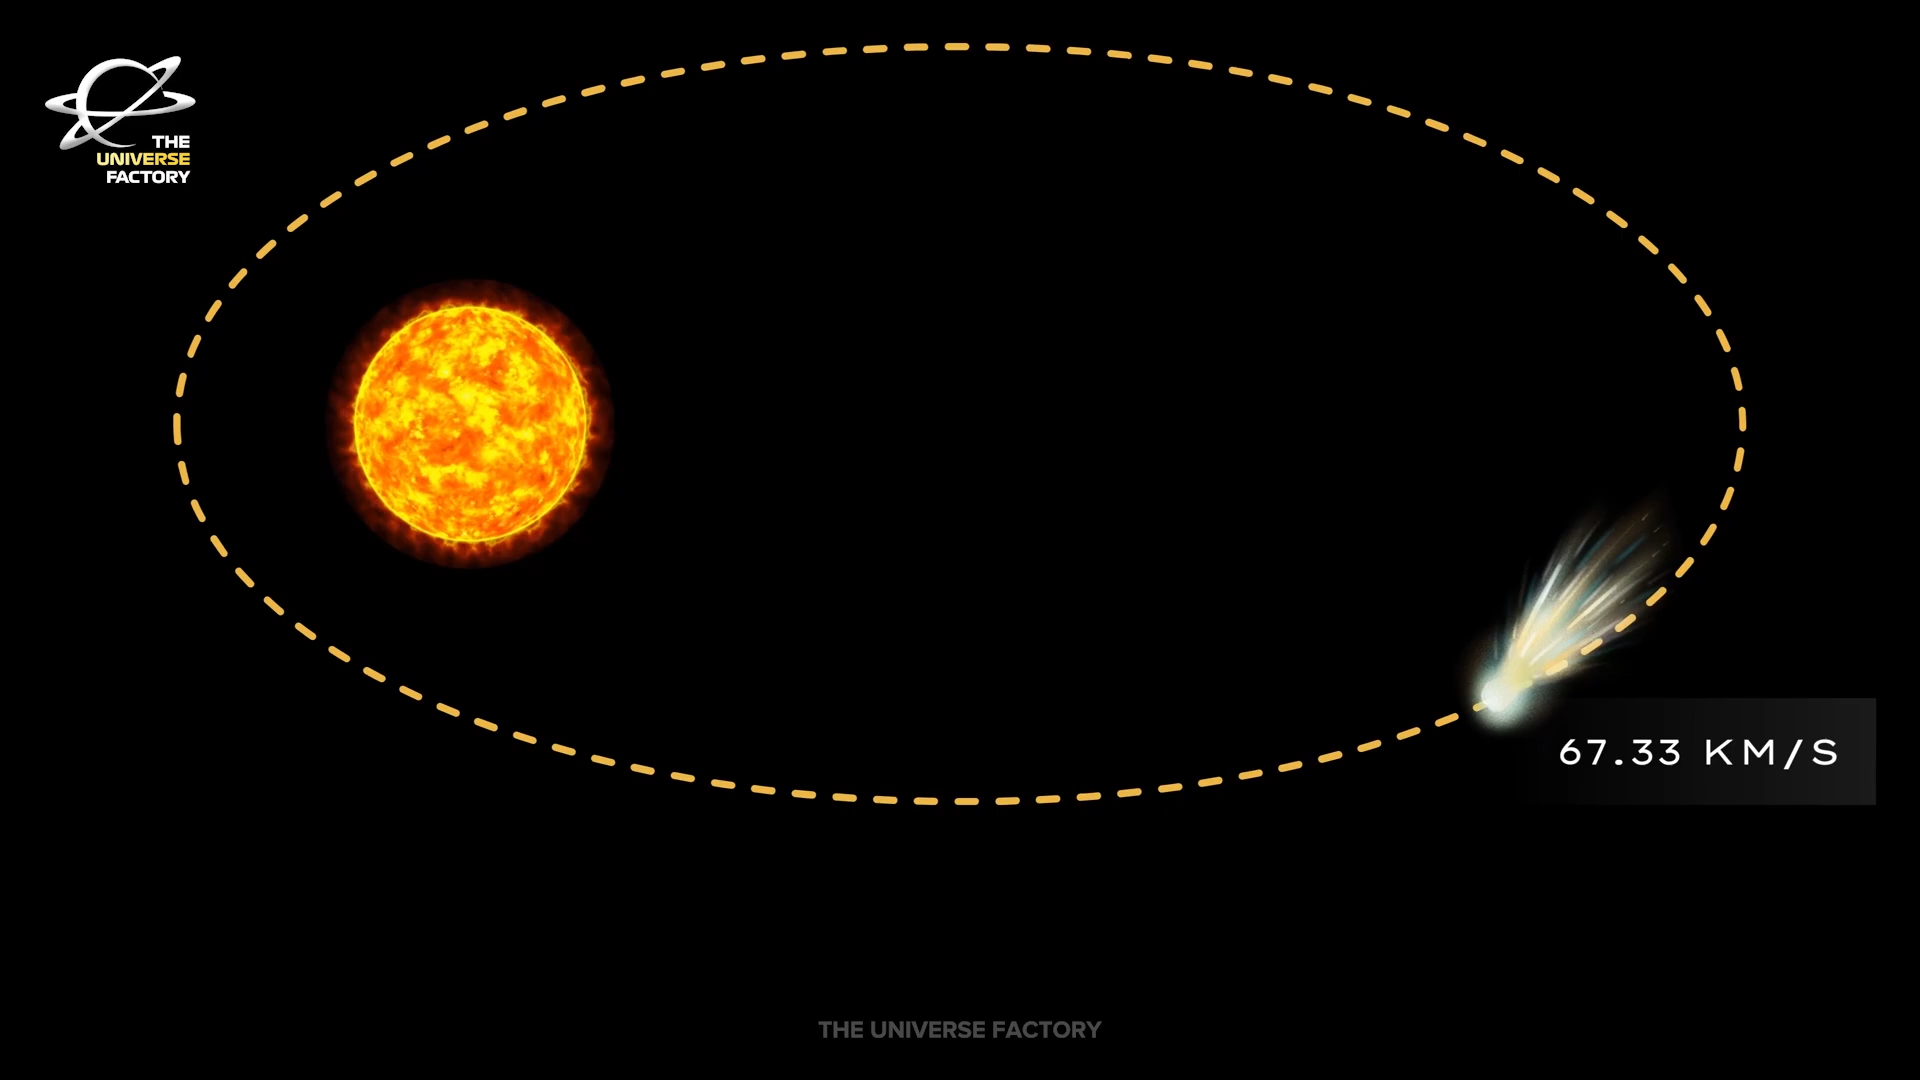 THE
UNIVERSE
FACTORY
67.33 KM/S
THE UNIVERSE FACTORY